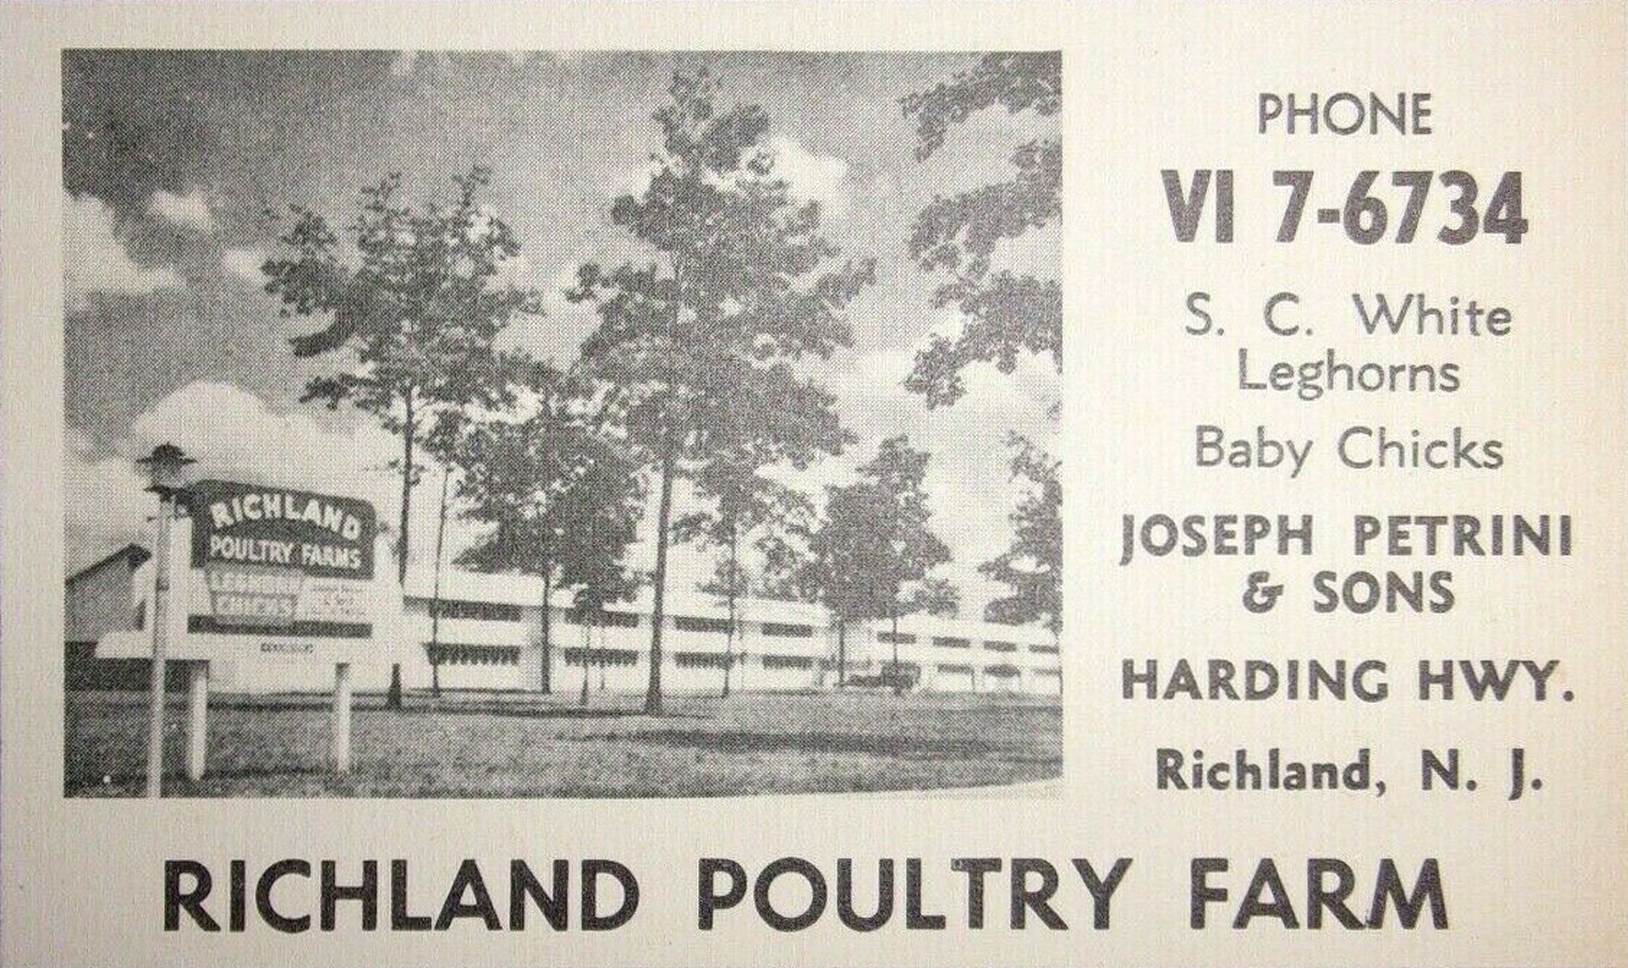 RICHLAND
POULTRY FARMS
LEGHORN
CHICKS
PHONE
VI 7-6734
S. C. White
Leghorns
Baby Chicks
JOSEPH PETRINI
& SONS
HARDING HWY.
Richland, N. J.
RICHLAND POULTRY FARM